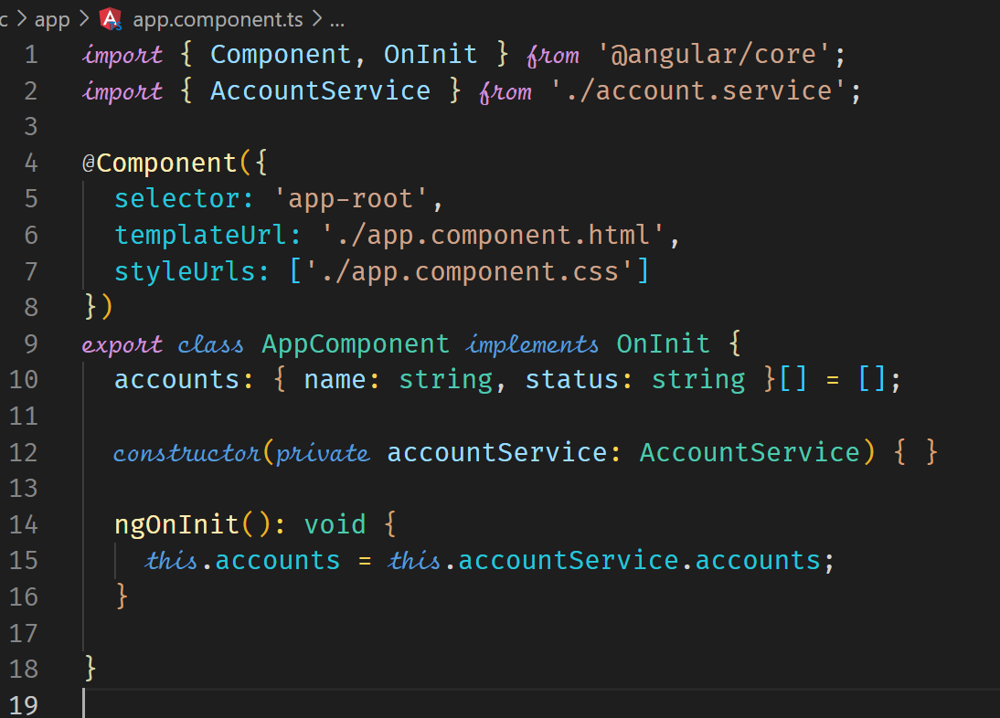 c > app > app.component.ts > ...
1 import { Component, OnInit } from '@angular/core';
2 import { AccountService } from './account.service';
3
4 @Component({
5   selector: 'app-root',
6   templateUrl: './app.component.html',
7   styleUrls: ['./app.component.css']
8 })
9 export class AppComponent implements OnInit {
10   accounts: { name: string, status: string }[] = [];
11
12   constructor(private accountService: AccountService) { }
13
14   ngOnInit(): void {
15     this.accounts = this.accountService.accounts;
16   }
17
18 }
19